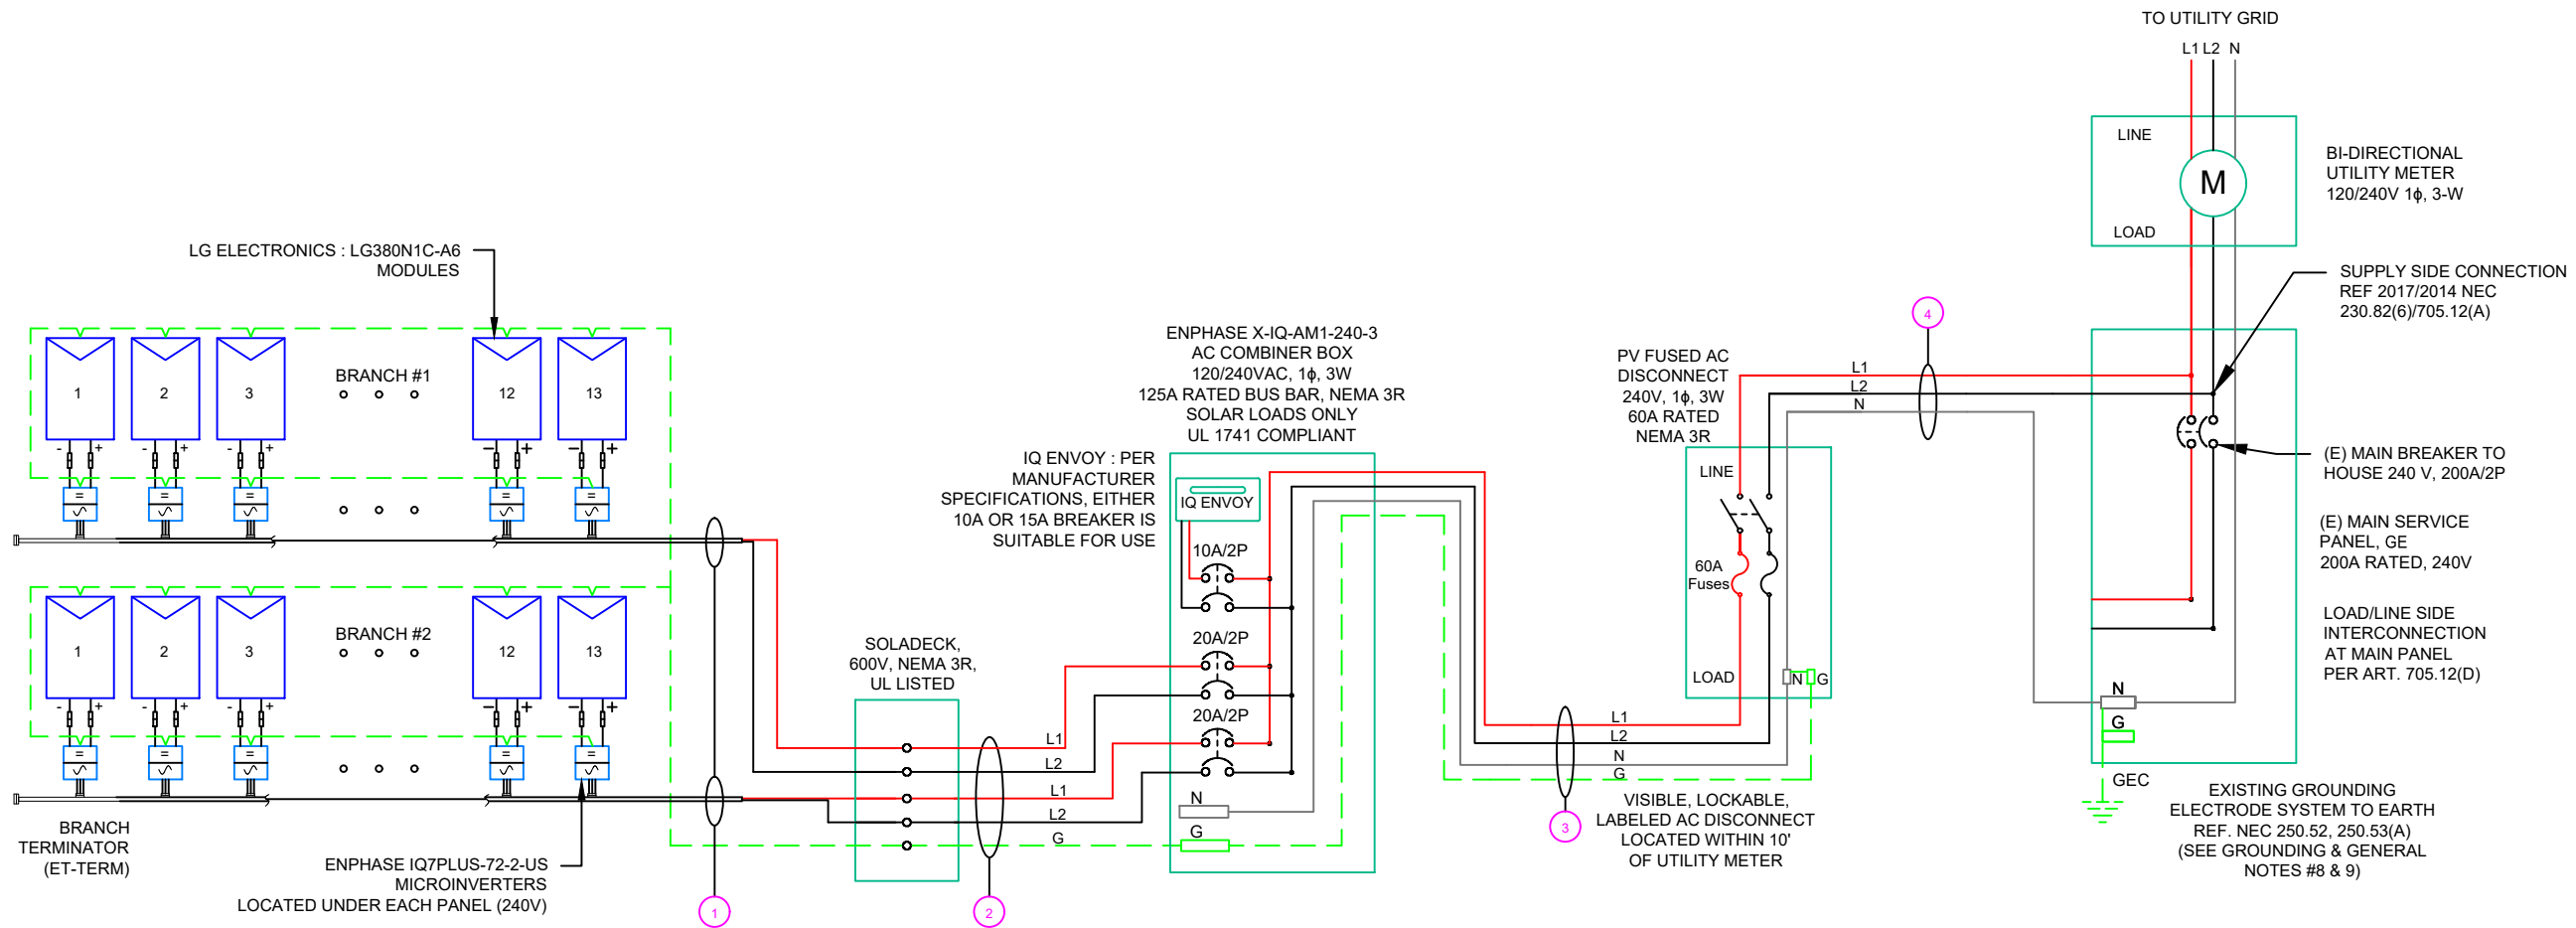 TO UTILITY GRID
L1 L2 N
LINE
M
LOAD
BI-DIRECTIONAL
UTILITY METER
120/240V 1ϕ, 3-W
SUPPLY SIDE CONNECTION
REF 2017/2014 NEC
230.82(6)/705.12(A)
(E) MAIN BREAKER TO
HOUSE 240 V, 200A/2P
(E) MAIN SERVICE
PANEL, GE
200A RATED, 240V
LOAD/LINE SIDE
INTERCONNECTION
AT MAIN PANEL
PER ART. 705.12(D)
N
G
GEC
EXISTING GROUNDING
ELECTRODE SYSTEM TO EARTH
REF. NEC 250.52, 250.53(A)
(SEE GROUNDING & GENERAL
NOTES #8 & 9)
LG ELECTRONICS : LG380N1C-A6
MODULES
1 2 3 BRANCH #1 12 13
- + - + - + - + - +
= = = = =
1 2 3 BRANCH #2 12 13
- + - + - + - + - +
= = = = =
BRANCH
TERMINATOR
(ET-TERM)
ENPHASE IQ7PLUS-72-2-US
MICROINVERTERS
LOCATED UNDER EACH PANEL (240V)
1
SOLADECK,
600V, NEMA 3R,
UL LISTED
2
L1
L2
L1
L2
G
ENPHASE X-IQ-AM1-240-3
AC COMBINER BOX
120/240VAC, 1ϕ, 3W
125A RATED BUS BAR, NEMA 3R
SOLAR LOADS ONLY
UL 1741 COMPLIANT
IQ ENVOY : PER
MANUFACTURER
SPECIFICATIONS, EITHER
10A OR 15A BREAKER IS
SUITABLE FOR USE
IQ ENVOY
10A/2P
20A/2P
20A/2P
N
G
PV FUSED AC
DISCONNECT
240V, 1ϕ, 3W
60A RATED
NEMA 3R
LINE
60A
Fuses
LOAD
N G
L1
L2
N
G
3
VISIBLE, LOCKABLE,
LABELED AC DISCONNECT
LOCATED WITHIN 10'
OF UTILITY METER
4
L1
L2
N